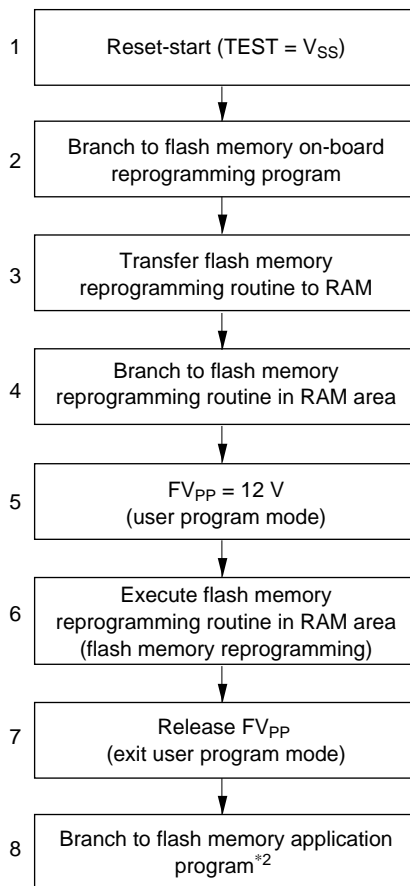 1
Reset-start (TEST = VSS)
2
Branch to flash memory on-board
reprogramming program
3
Transfer flash memory
reprogramming routine to RAM
4
Branch to flash memory
reprogramming routine in RAM area
5
FVPP = 12 V
(user program mode)
6
Execute flash memory
reprogramming routine in RAM area
(flash memory reprogramming)
7
Release FVPP
(exit user program mode)
8
Branch to flash memory application
program*2